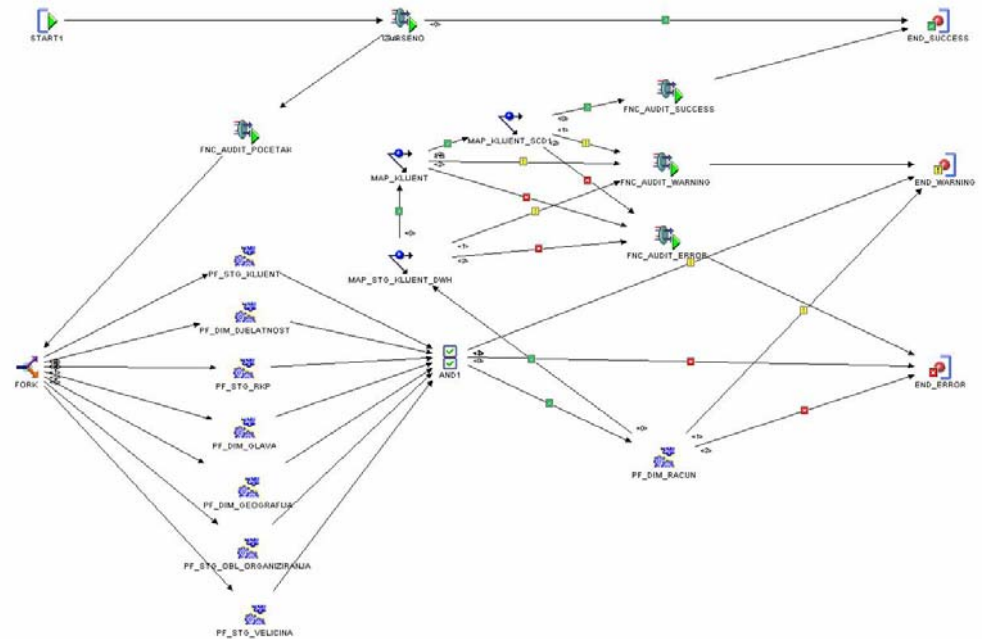 START1
END_SUCCESS
FNC_AUDIT_SUCCESS
FNC_AUDIT_POCETAK
MAP_KLIJENT_SCD1
MAP_KLIJENT
FNC_AUDIT_WARNING
END_WARNING
FNC_AUDIT_ERROR
PF_STG_KLIJENT
MAP_STG_KLIJENT_DWH
PF_DIM_DJELATNOST
FORK
PF_STG_RKP
AND1
END_ERROR
PF_DIM_GLAVA
PF_DIM_RACUN
PF_DIM_GEOGRAFIJA
PF_STG_OBL_ORGANIZIRANJA
PF_STG_VELICINA